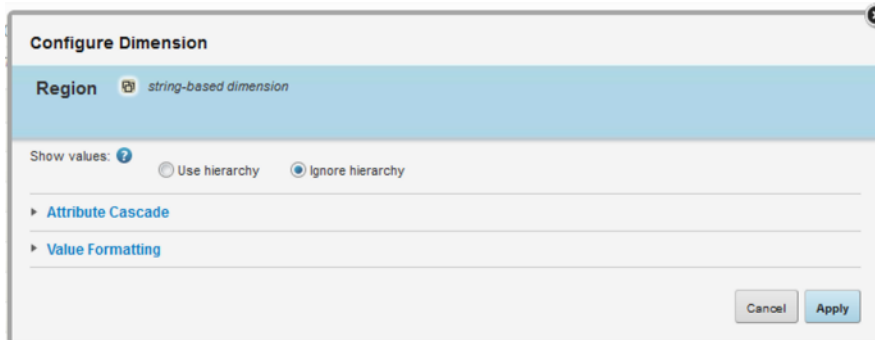 Configure Dimension
Region string-based dimension
Show values: ?
Use hierarchy Ignore hierarchy
Attribute Cascade
Value Formatting
Cancel Apply